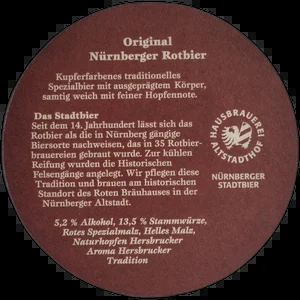 Original
Nürnberger Rotbier
Kupferfarbenes traditionelles
Spezialbier mit ausgeprägtem Körper,
samtig weich mit feiner Hopfennote.
Das Stadtbier
Seit dem 14. Jahrhundert lässt sich das
Rotbier als die in Nürnberg gängige
Biersorte nachweisen, das in 35 Rotbier-
brauereien gebraut wurde. Zur kühlen
Reifung wurden die Historischen
Felsengänge angelegt. Wir pflegen diese
Tradition und brauen am historischen
Standort des Roten Bräuhauses in
der Nürnberger Altstadt.
5,2 % Alkohol, 13,5 % Stammwürze,
Rotes Spezialmalz, Helles Malz,
Naturhopfen Hersbrucker
Aroma Hersbrucker
Tradition
HAUSBRAUEREI
ALTSTADTHOF
NÜRNBERGER
STADTBIER